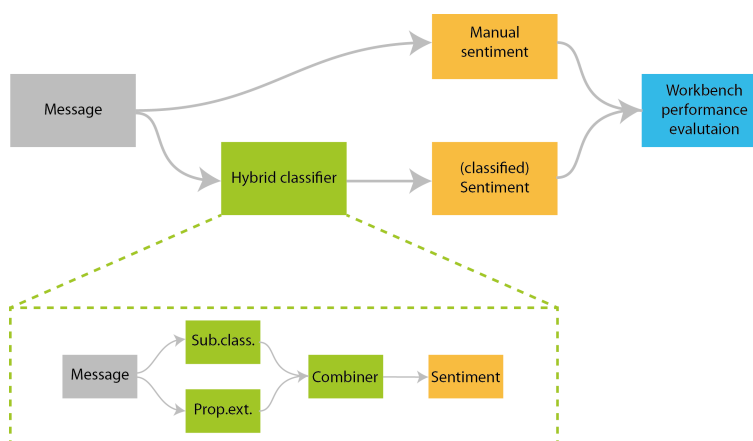 Manual
sentiment
Message
Workbench
performance
evalutaion
Hybrid classifier
(classified)
Sentiment
Sub.class.
Message
Combiner
Sentiment
Prop.ext.